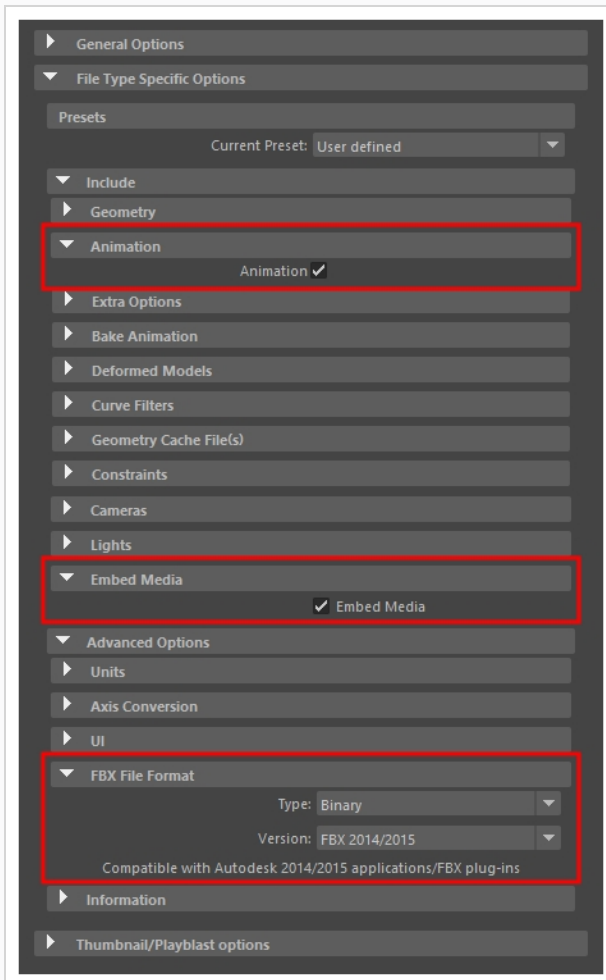 General Options
File Type Specific Options
Presets
Current Preset: User defined
Include
Geometry
Animation
Animation
Extra Options
Bake Animation
Deformed Models
Curve Filters
Geometry Cache File(s)
Constraints
Cameras
Lights
Embed Media
Embed Media
Advanced Options
Units
Axis Conversion
UI
FBX File Format
Type: Binary
Version: FBX 2014/2015
Compatible with Autodesk 2014/2015 applications/FBX plug-ins
Information
Thumbnail/Playblast options